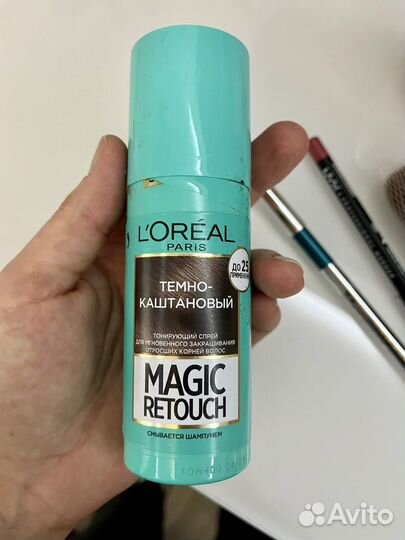 L'ORÉAL
PARIS
ДО 25
ПРИМЕНЕНИЙ
ТЕМНО-
КАШТАНОВЫЙ
ТОНИРУЮЩИЙ СПРЕЙ
ДЛЯ МГНОВЕННОГО ЗАКРАШИВАНИЯ
ОТРОСШИХ КОРНЕЙ ВОЛОС
MAGIC
RETOUCH
СМЫВАЕТСЯ ШАМПУНЕМ
Avito